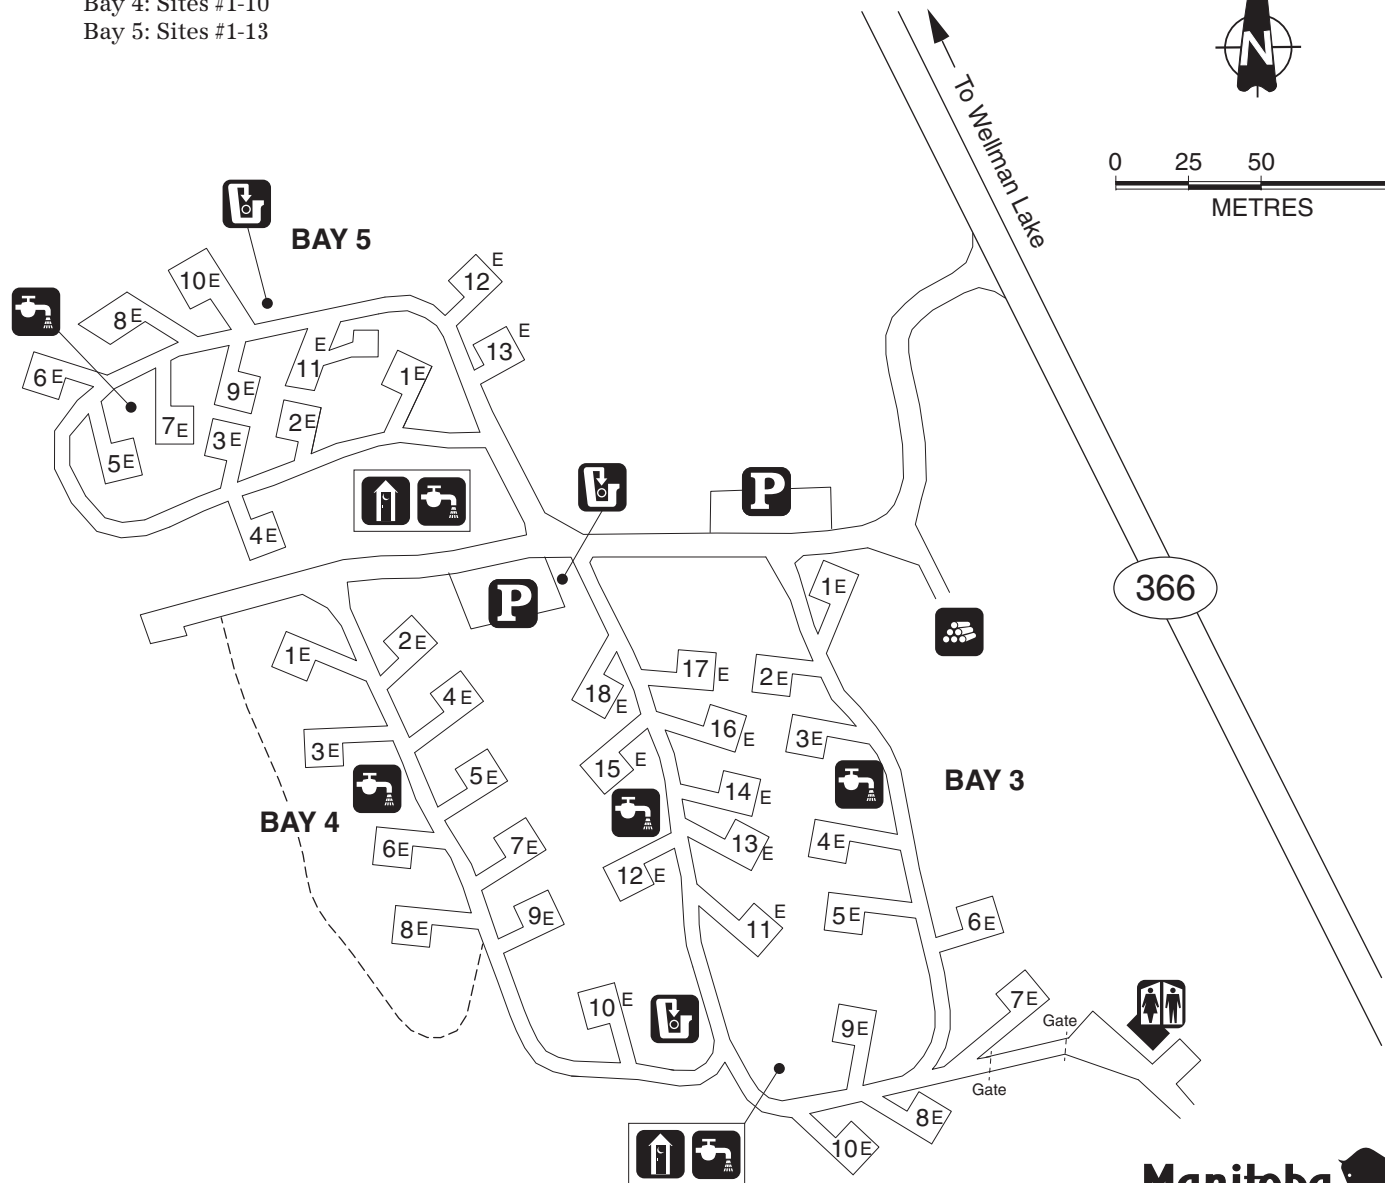 Bay 4: Sites #1-10
Bay 5: Sites #1-13
N
To Wellman Lake
0 25 50
METRES
BAY 5
10E
12 E
8E
13 E
E
11
6E
1E
9E
7E
2E
3E
5E
4E
P
P
366
1E
2E
1E
17 E
2E
4E
18 E
16 E
3E
3E
15 E
5E
14 E
BAY 3
BAY 4
13 E
4E
6E
7E
12 E
8E
9E
11 E
5E
6E
10 E
7E
9E
Gate
Gate
8E
10E
Manitoba